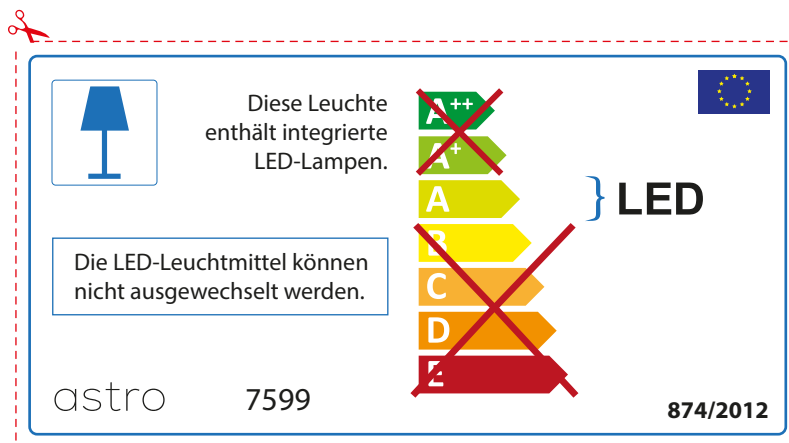 Diese Leuchte
enthält integrierte
LED-Lampen.
Die LED-Leuchtmittel können
nicht ausgewechselt werden.
A++
A+
A
B
C
D
E
LED
astro
7599
874/2012